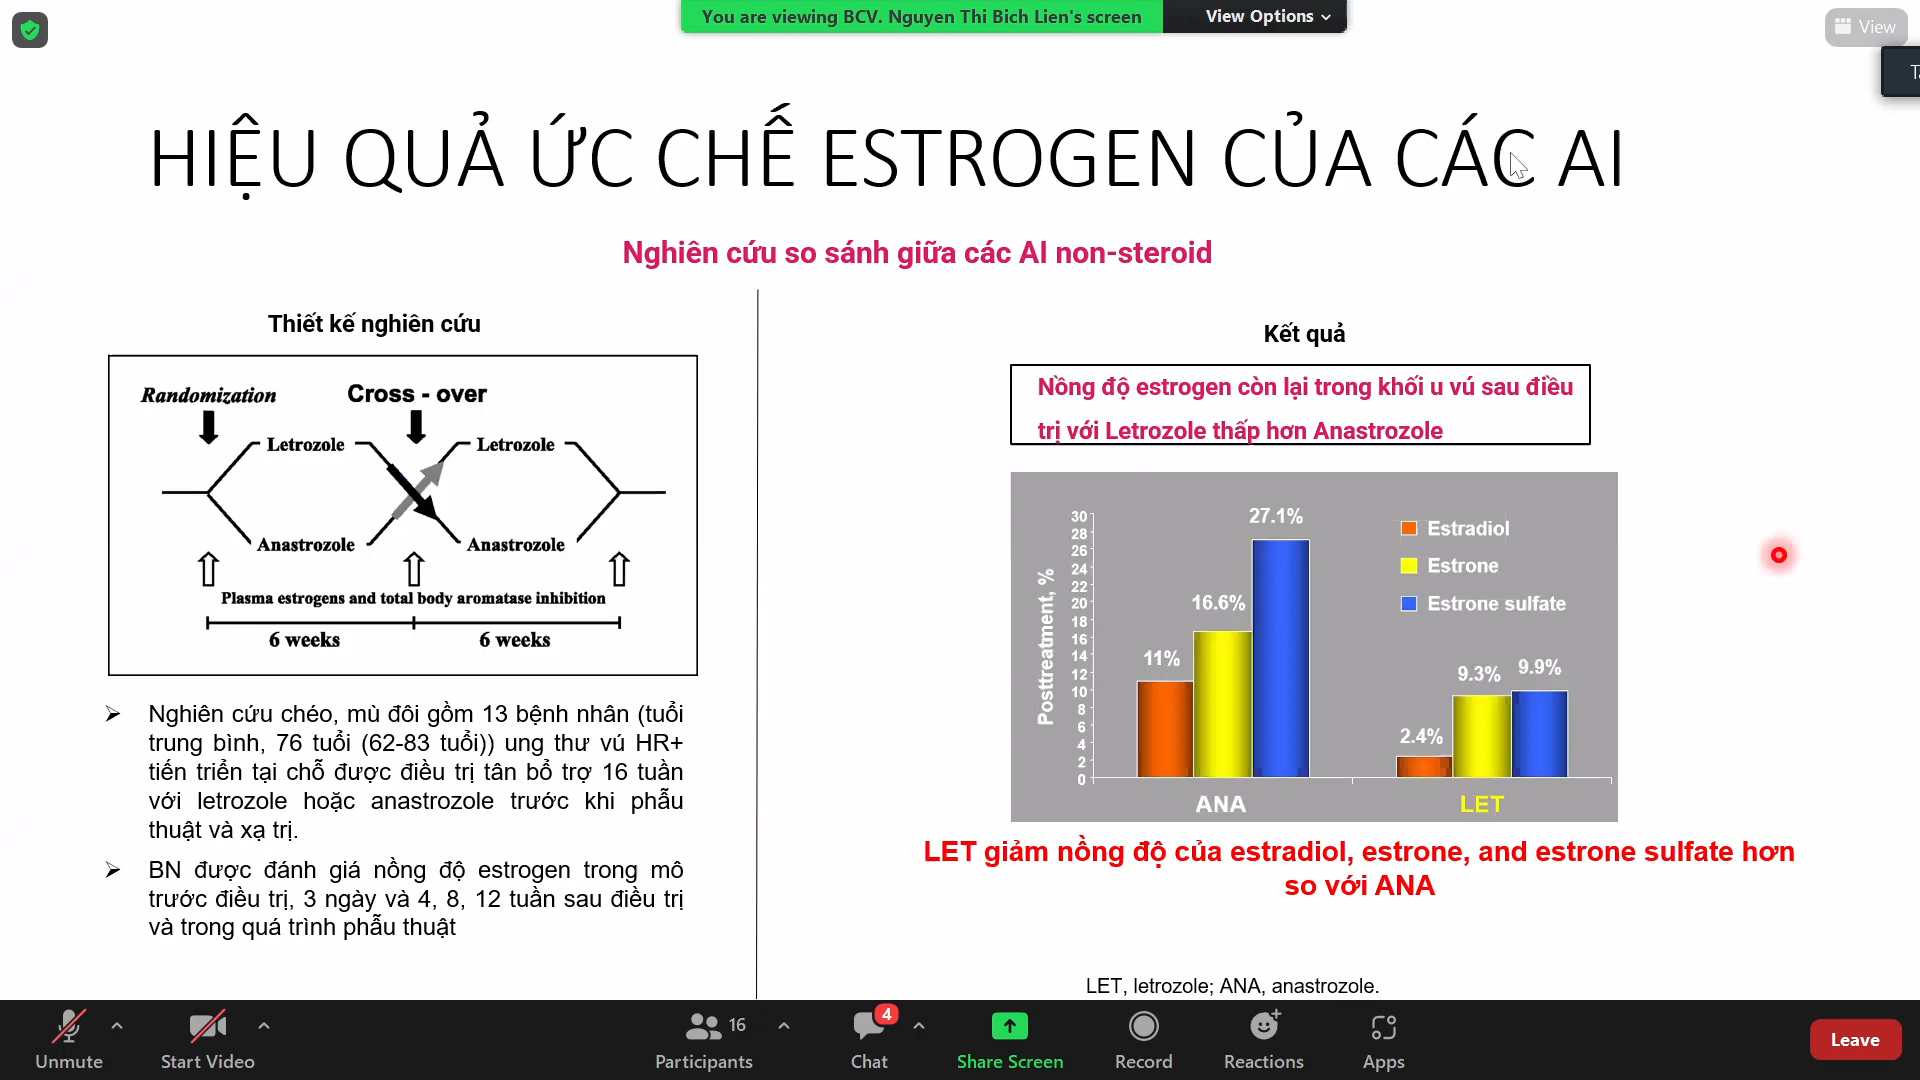 You are viewing BCV. Nguyen Thi Bich Lien's screen
View Options
View
HIỆU QUẢ ỨC CHẾ ESTROGEN CỦA CÁC AI
Nghiên cứu so sánh giữa các AI non-steroid
Thiết kế nghiên cứu
Randomization
Cross - over
Letrozole
Letrozole
Anastrozole
Anastrozole
Plasma estrogens and total body aromatase inhibition
6 weeks
6 weeks
Nghiên cứu chéo, mù đôi gồm 13 bệnh nhân (tuổi
trung bình, 76 tuổi (62-83 tuổi)) ung thư vú HR+
tiến triển tại chỗ được điều trị tân bổ trợ 16 tuần
với letrozole hoặc anastrozole trước khi phẫu
thuật và xạ trị.
BN được đánh giá nồng độ estrogen trong mô
trước điều trị, 3 ngày và 4, 8, 12 tuần sau điều trị
và trong quá trình phẫu thuật
Kết quả
Nồng độ estrogen còn lại trong khối u vú sau điều
trị với Letrozole thấp hơn Anastrozole
Posttreatment, %
30
28
26
24
22
20
18
16
14
12
10
8
6
4
2
0
11%
16.6%
27.1%
2.4%
9.3%
9.9%
Estradiol
Estrone
Estrone sulfate
ANA
LET
LET giảm nồng độ của estradiol, estrone, and estrone sulfate hơn
so với ANA
LET, letrozole; ANA, anastrozole.
Unmute
Start Video
16
Participants
4
Chat
Share Screen
Record
Reactions
Apps
Leave